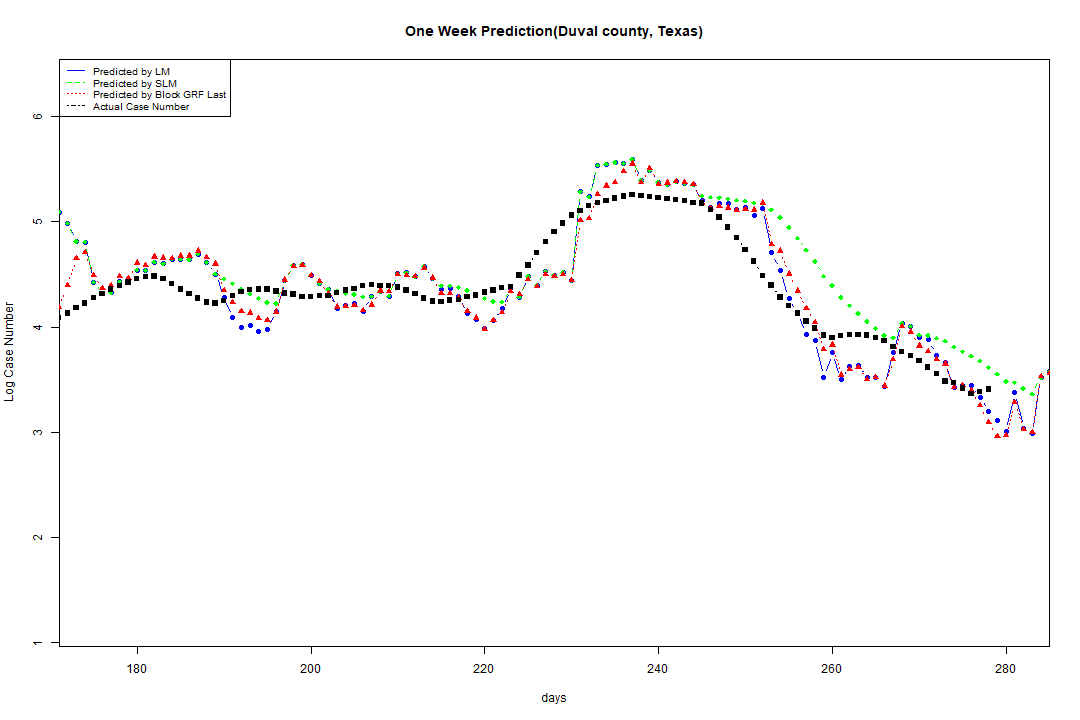 One Week Prediction(Duval county, Texas)
Predicted by LM
Predicted by SLM
Predicted by Block GRF Last
Actual Case Number
6
5
4
3
2
1
Log Case Number
180 200 220 240 260 280
days